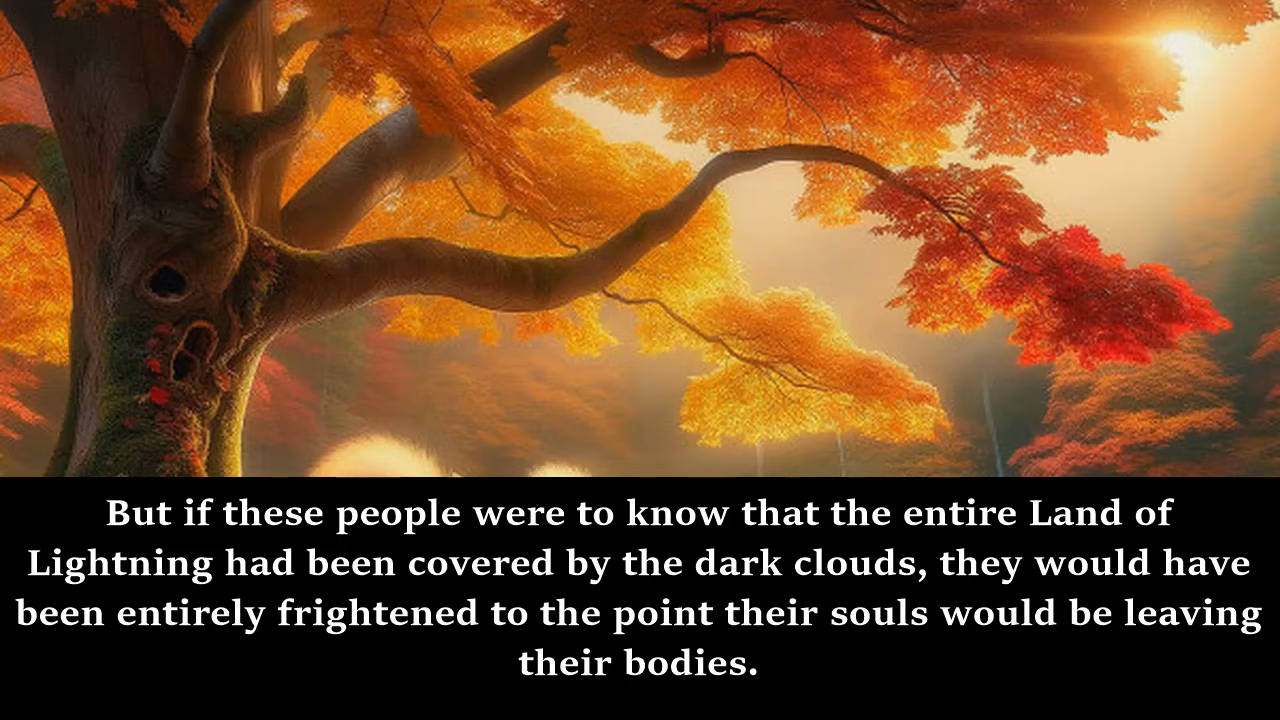 But if these people were to know that the entire Land of
Lightning had been covered by the dark clouds, they would have
been entirely frightened to the point their souls would be leaving
their bodies.